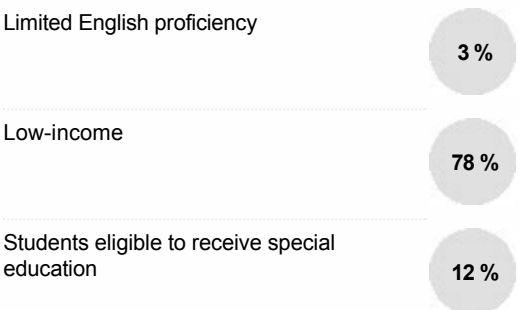 Limited English proficiency
3 %
Low-income
78 %
Students eligible to receive special
education
12 %